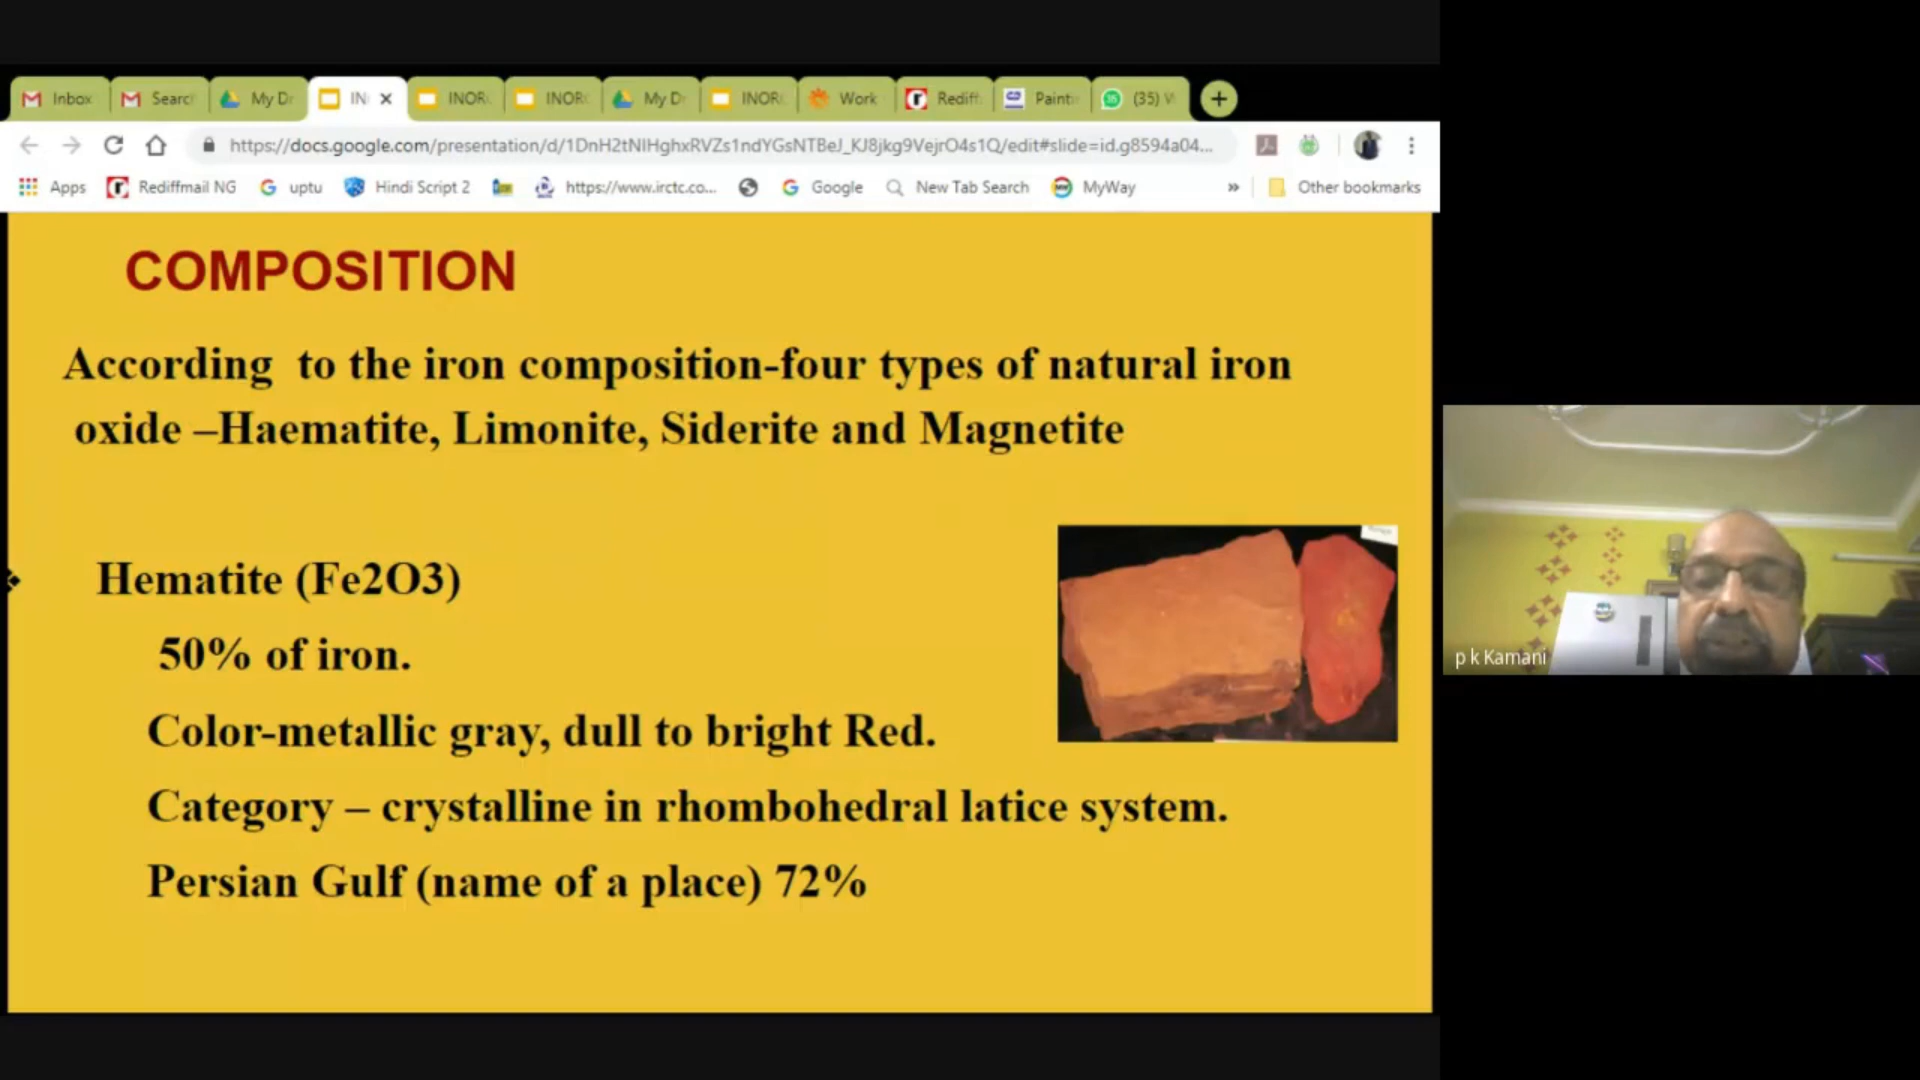 Inbox
Searc
My Dr
IN
INOR
INOR
My D
INOR
Work
Rediff
Painti
(35) W
https://docs.google.com/presentation/d/1DnH2tNIHghxRVZs1ndYGsNTBeJ_KJ8jkg9VejrO4s1Q/edit#slide=id.g8594a04...
Apps
Rediffmail NG
uptu
Hindi Script 2
https://www.irctc.co...
Google
New Tab Search
MyWay
»
Other bookmarks
COMPOSITION
According to the iron composition-four types of natural iron
oxide –Haematite, Limonite, Siderite and Magnetite
Hematite (Fe2O3)
50% of iron.
Color-metallic gray, dull to bright Red.
Category – crystalline in rhombohedral latice system.
Persian Gulf (name of a place) 72%
p k Kamani